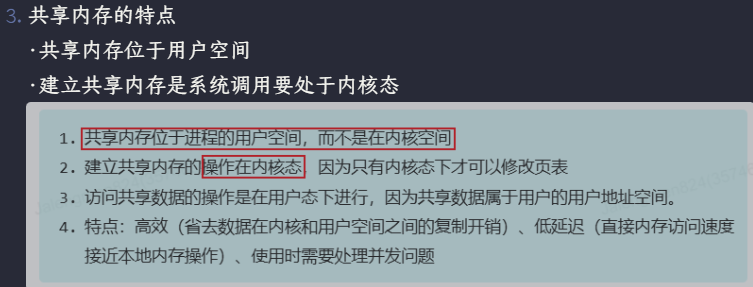 3. 共享内存的特点
·共享内存位于用户空间
·建立共享内存是系统调用要处于内核态
1. 共享内存位于进程的用户空间，而不是在内核空间
2. 建立共享内存的操作在内核态，因为只有内核态下才可以修改页表
3. 访问共享数据的操作是在用户态下进行，因为共享数据属于用户的用户地址空间。
4. 特点：高效（省去数据在内核和用户空间之间的复制开销）、低延迟（直接内存访问速度
接近本地内存操作）、使用时需要处理并发问题